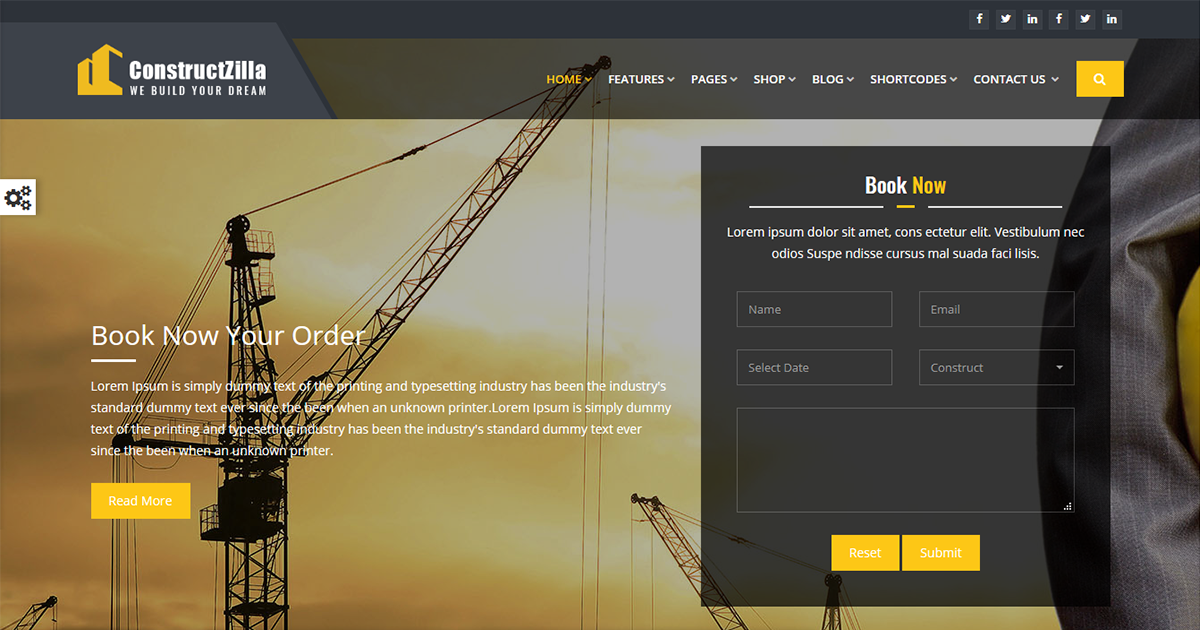 ConstructZilla
WE BUILD YOUR DREAM
HOME
FEATURES
PAGES
SHOP
BLOG
SHORTCODES
CONTACT US
Book Now Your Order
Lorem Ipsum is simply dummy text of the printing and typesetting industry has been the industry's
standard dummy text ever since the been when an unknown printer.Lorem Ipsum is simply dummy
text of the printing and typesetting industry has been the industry's standard dummy text ever
since the been when an unknown printer.
Read More
Book Now
Lorem ipsum dolor sit amet, cons ectetur elit. Vestibulum nec
odios Suspe ndisse cursus mal suada faci lisis.
Name
Email
Select Date
Construct
Reset
Submit